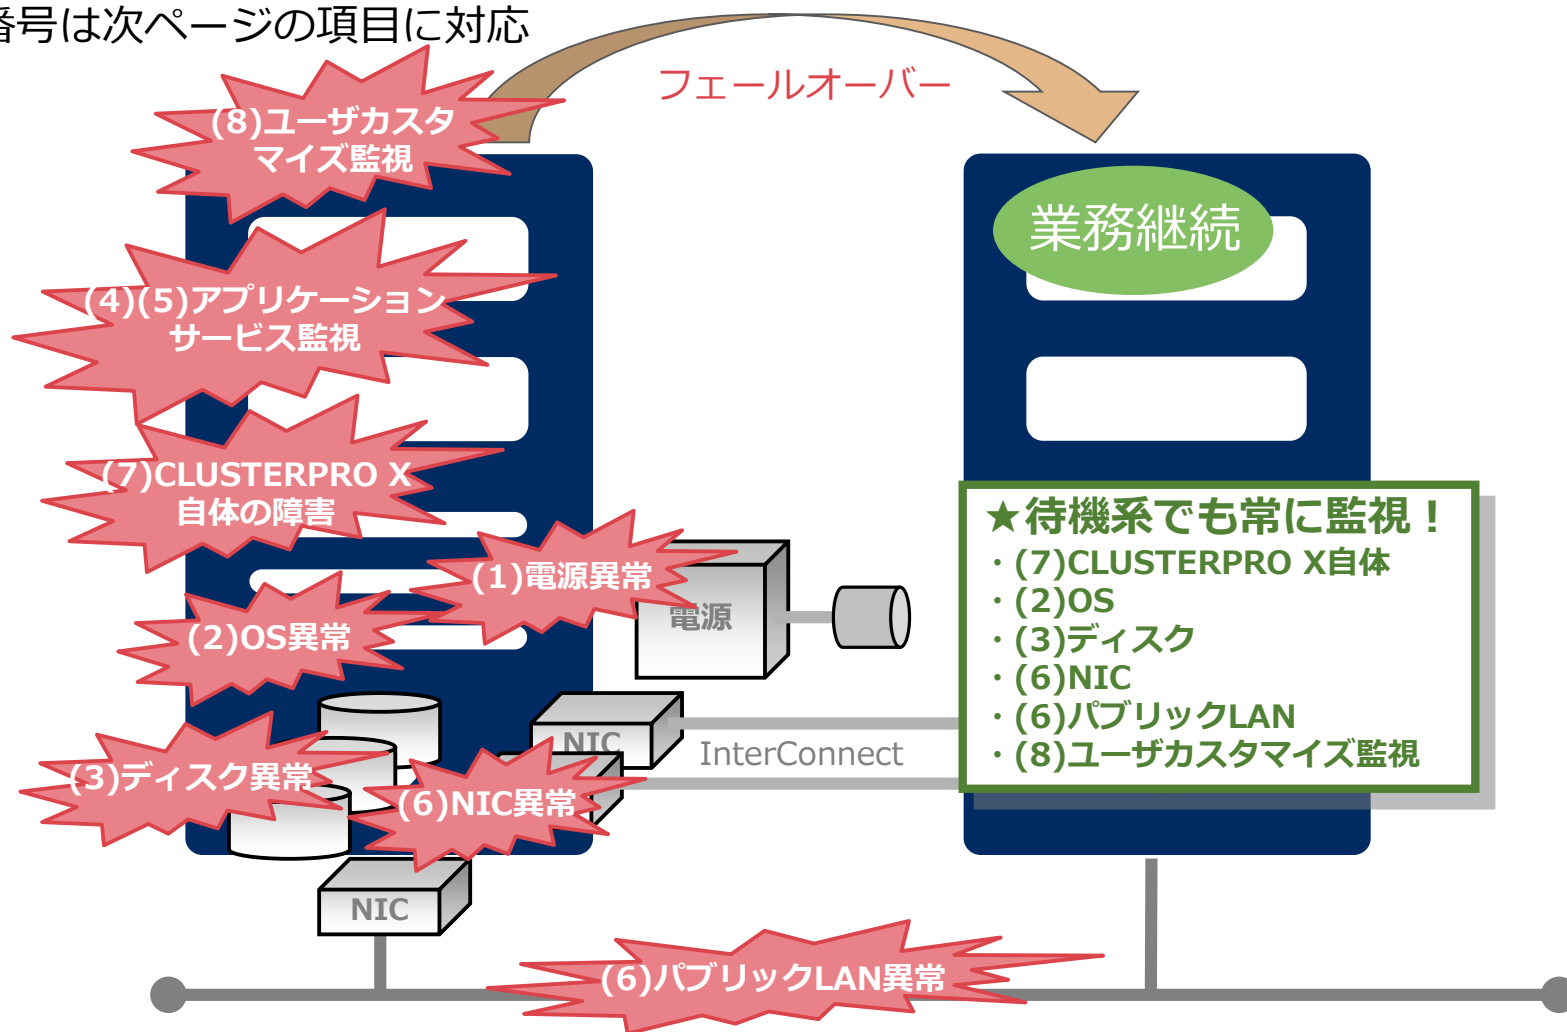 番号は次ページの項目に対応
フェールオーバー
(8)ユーザカスタ
マイズ監視
業務継続
(4)(5)アプリケーション
サービス監視
(7)CLUSTERPRO X
自体の障害
(1)電源異常
電源
(2)OS異常
★待機系でも常に監視！
・(7)CLUSTERPRO X自体
・(2)OS
・(3)ディスク
・(6)NIC
・(6)パブリックLAN
・(8)ユーザカスタマイズ監視
NIC
InterConnect
(3)ディスク異常
(6)NIC異常
NIC
(6)パブリックLAN異常